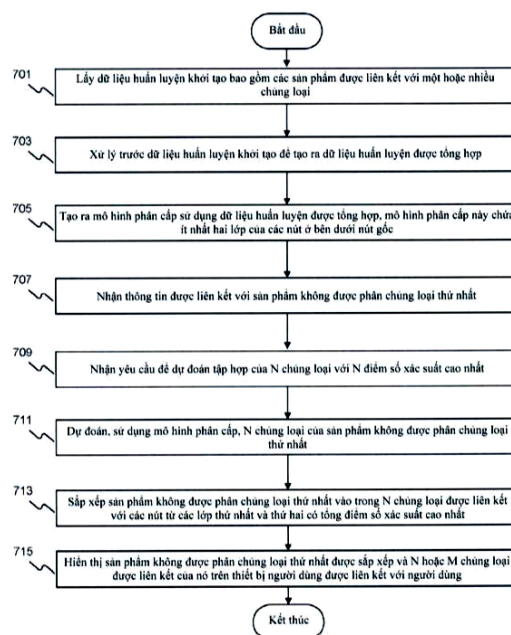 Bắt đầu
701
Lấy dữ liệu huấn luyện khởi tạo bao gồm các sản phẩm được liên kết với một hoặc nhiều
chủng loại
703
Xử lý trước dữ liệu huấn luyện khởi tạo để tạo ra dữ liệu huấn luyện được tổng hợp
705
Tạo ra mô hình phân cấp sử dụng dữ liệu huấn luyện được tổng hợp, mô hình phân cấp này chứa
ít nhất hai lớp của các nút ở bên dưới nút gốc
707
Nhận thông tin được liên kết với sản phẩm không được phân chủng loại thứ nhất
709
Nhận yêu cầu để dự đoán tập hợp của N chủng loại với N điểm số xác suất cao nhất
711
Dự đoán, sử dụng mô hình phân cấp, N chủng loại của sản phẩm không được phân chủng loại
thứ nhất
713
Sắp xếp sản phẩm không được phân chủng loại thứ nhất vào trong N chủng loại được liên kết
với các nút từ các lớp thứ nhất và thứ hai có tổng điểm số xác suất cao nhất
715
Hiển thị sản phẩm không được phân chủng loại thứ nhất được sắp xếp và N hoặc M chủng loại
được liên kết của nó trên thiết bị người dùng được liên kết với người dùng
Kết thúc